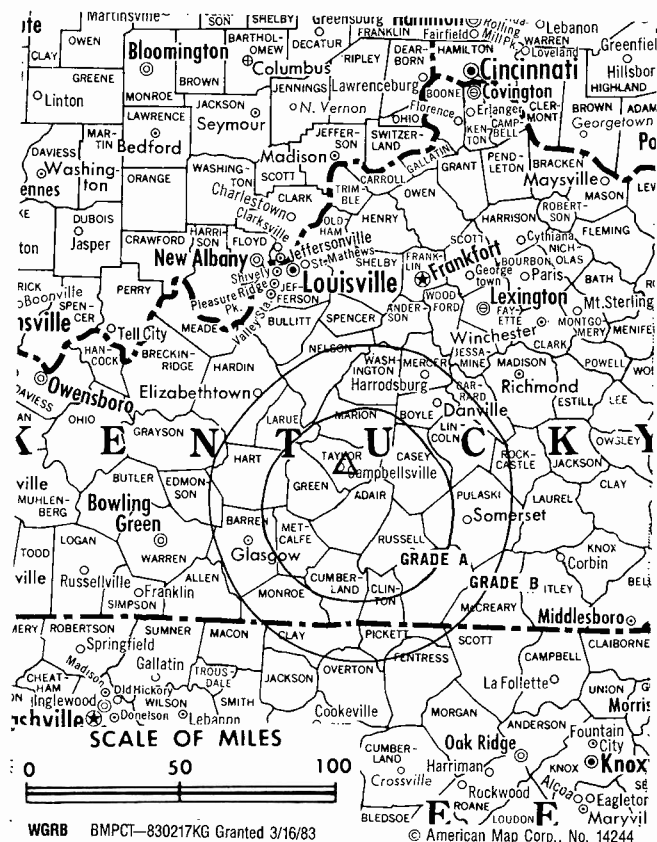 Martinsville
SON
SHELBY
Greensburg
Hamilton
Rolling
Mill Pk.
Lebanon
CLAY
OWEN
BARTHOL-
OMEW
DECATUR
FRANKLIN
Fairfield
WARREN
Loveland
Greenfield
Bloomington
Columbus
RIPLEY
DEAR-
BORN
HAMILTON
Cincinnati
HIGHLAND
GREENE
BROWN
JENNINGS
Lawrenceburg
BOONE
Covington
Linton
MONROE
JACKSON
N. Vernon
OHIO
Florence
Erlanger
CLER-
MONT
BROWN
ADAM
LAWRENCE
Seymour
JEFFER-
SON
SWITZER-
LAND
KEN-
TON
CAMP-
BELL
Georgetown
MAR-
TIN
Bedford
Madison
GALLATIN
GRANT
PEND-
LETON
BRACKEN
DAVIESS
Washing-
ton
WASHING-
TON
SCOTT
CARROLL
OWEN
Maysville
ORANGE
CLARK
TRIM-
BLE
HENRY
MASON
LEW
Charlestown
HARRISON
ROBERT-
SON
DUBOIS
Jasper
CRAWFORD
HARRI-
SON
FLOYD
Clarksville
OLD-
HAM
FLEMING
New Albany
Jeffersonville
St. Mathews
SHELBY
FRANK-
LIN
SCOTT
Cynthiana
NICH-
OLAS
Shively
Louisville
Frankfort
George
town
BOURBON
Paris
BATH
Boonville
SPEN-
CER
PERRY
Pleasure Ridge
Pk.
JEF-
FERSON
WOOD
FORD
Lexington
FAY-
ETTE
Mt. Sterling
Tell City
MEADE
Valley Sta.
BULLITT
SPENCER
ANDER-
SON
Winchester
MONTGO-
MERY
MENIFE
HAN-
COCK
BRECKIN-
RIDGE
HARDIN
NELSON
WASH-
INGTON
MERCER
JESSA-
MINE
CLARK
POWELL
Owensboro
DAVIESS
Elizabethtown
Harrodsburg
GAR-
RARD
MADISON
Richmond
ESTILL
LEE
OHIO
GRAYSON
LARUE
MARION
BOYLE
Danville
LIN-
COLN
KENTUCKY
HART
TAYLOR
Campbellsville
CASEY
ROCK-
CASTLE
JACKSON
OWSLEY
MUHLEN-
BERG
BUTLER
EDMON-
SON
GREEN
ADAIR
PULASKI
LAUREL
CLAY
Bowling
Green
BARREN
MET-
CALFE
Somerset
TODD
LOGAN
WARREN
Glasgow
RUSSELL
GRADE A
KNOX
Corbin
Russellville
ALLEN
MONROE
CUMBER-
LAND
CLIN-
TON
GRADE B
ITLEY
Franklin
SIMPSON
McCREARY
Middlesboro
ROBERTSON
SUMNER
MACON
CLAY
PICKETT
SCOTT
CLAIBORNE
Springfield
Gallatin
FENTRESS
CAMPBELL
CHEAT-
HAM
Madison
TROUS-
DALE
JACKSON
OVERTON
La Follette
UNION
Inglewood
Old Hickory
WILSON
SMITH
Morris
ashville
Donelson
Lebanon
Cookeville
MORGAN
ANDERSON
SCALE OF MILES
CUMBER-
LAND
Oak Ridge
Fountain
City
0 50 100
Crossville
Harriman
KNOX
Knox
Rockwood
Alcoa
Eagleton
BLEDSOE
ROANE
LOUDON
Maryvil
WGRB BMPCT—830217KG Granted 3/16/83
© American Map Corp., No. 14244